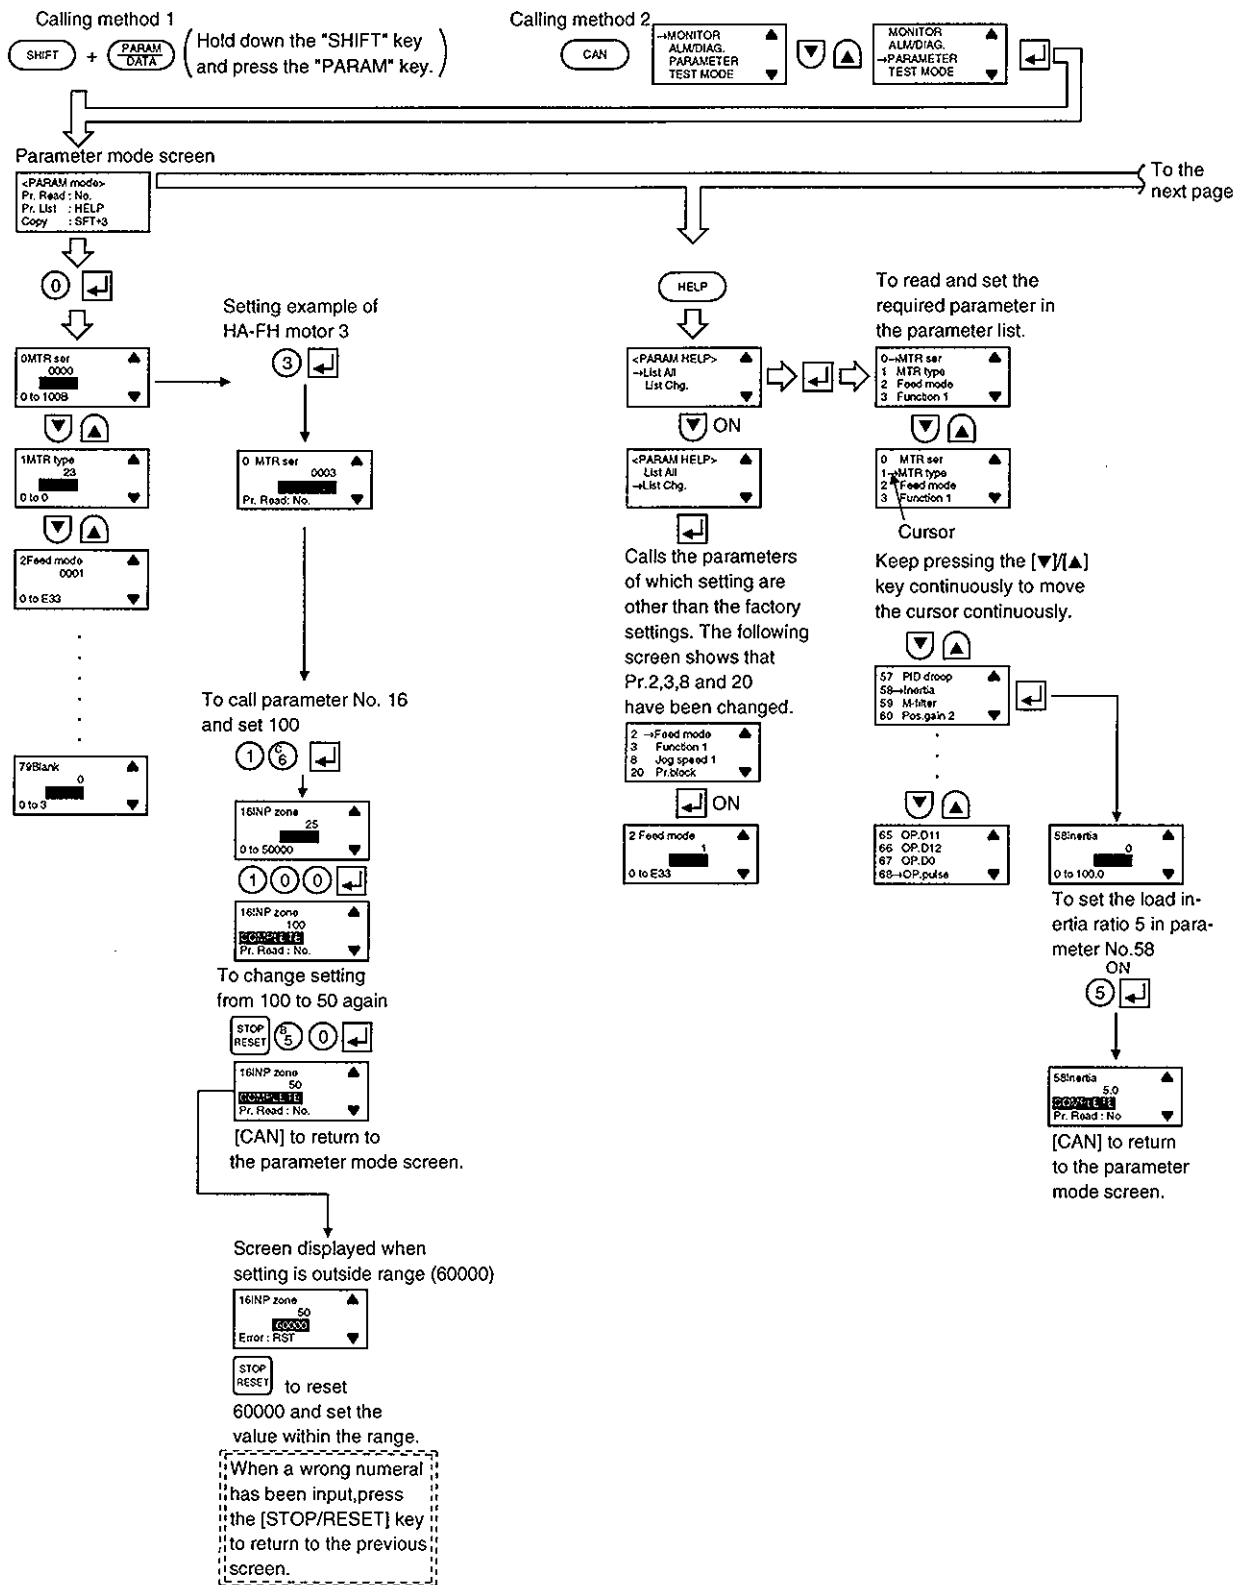 Calling method 1
SHIFT + PARAM DATA ( Hold down the "SHIFT" key
and press the "PARAM" key. )
Calling method 2
CAN
→MONITOR ▲
ALM/DIAG.
PARAMETER
TEST MODE ▼
▼ ▲
MONITOR ▲
ALM/DIAG.
→PARAMETER
TEST MODE ▼
Parameter mode screen
<PARAM mode>
Pr. Read : No.
Pr. List : HELP
Copy : SFT+3
To the
next page
0
0MTR ser ▲
0000
0 to 100B ▼
▼ ▲
1MTR type ▲
23
0 to 0 ▼
▼ ▲
2Feed mode ▲
0001
0 to E33 ▼
79Blank ▲
0
0 to 3 ▼
Setting example of
HA-FH motor 3
3
0 MTR ser ▲
0003
Pr. Read: No. ▼
To call parameter No. 16
and set 100
1 C 6
16INP zone ▲
25
0 to 50000 ▼
1 0 0
16INP zone ▲
100
COMPLETE
Pr. Read : No. ▼
To change setting
from 100 to 50 again
STOP
RESET
B 5 0
16INP zone ▲
50
COMPLETE
Pr. Read : No. ▼
[CAN] to return to
the parameter mode screen.
Screen displayed when
setting is outside range (60000)
16INP zone ▲
50
60000
Error : RST ▼
STOP
RESET to reset
60000 and set the
value within the range.
When a wrong numeral
has been input,press
the [STOP/RESET] key
to return to the previous
screen.
HELP
<PARAM HELP> ▲
→List All
List Chg.
▼
▼ ON
<PARAM HELP> ▲
List All
→List Chg.
▼
Calls the parameters
of which setting are
other than the factory
settings. The following
screen shows that
Pr.2,3,8 and 20
have been changed.
2 →Feed mode ▲
3 Function 1
8 Jog speed 1
20 Pr.block ▼
ON
2 Feed mode ▲
1
0 to E33 ▼
To read and set the
required parameter in
the parameter list.
0→MTR ser ▲
1 MTR type
2 Feed mode
3 Function 1 ▼
▼ ▲
0 MTR ser ▲
1→MTR type
2 Feed mode
3 Function 1 ▼
Cursor
Keep pressing the [▼]/[▲]
key continuously to move
the cursor continuously.
▼ ▲
57 PID droop ▲
58→Inertia
59 M-filter
60 Pos.gain 2 ▼
▼ ▲
65 OP.D11 ▲
66 OP.D12
67 OP.D0
68→OP.pulse ▼
58Inertia ▲
0
0 to 100.0 ▼
To set the load in-
ertia ratio 5 in para-
meter No.58
ON
5
58Inertia ▲
5.0
COMPLETE
Pr. Read : No ▼
[CAN] to return
to the parameter
mode screen.